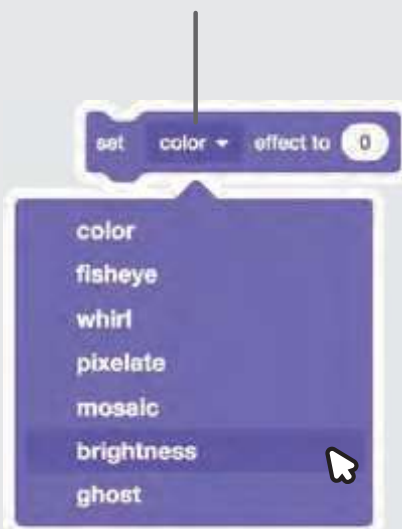 set color effect to 0
color
fisheye
whirl
pixelate
mosaic
brightness
ghost